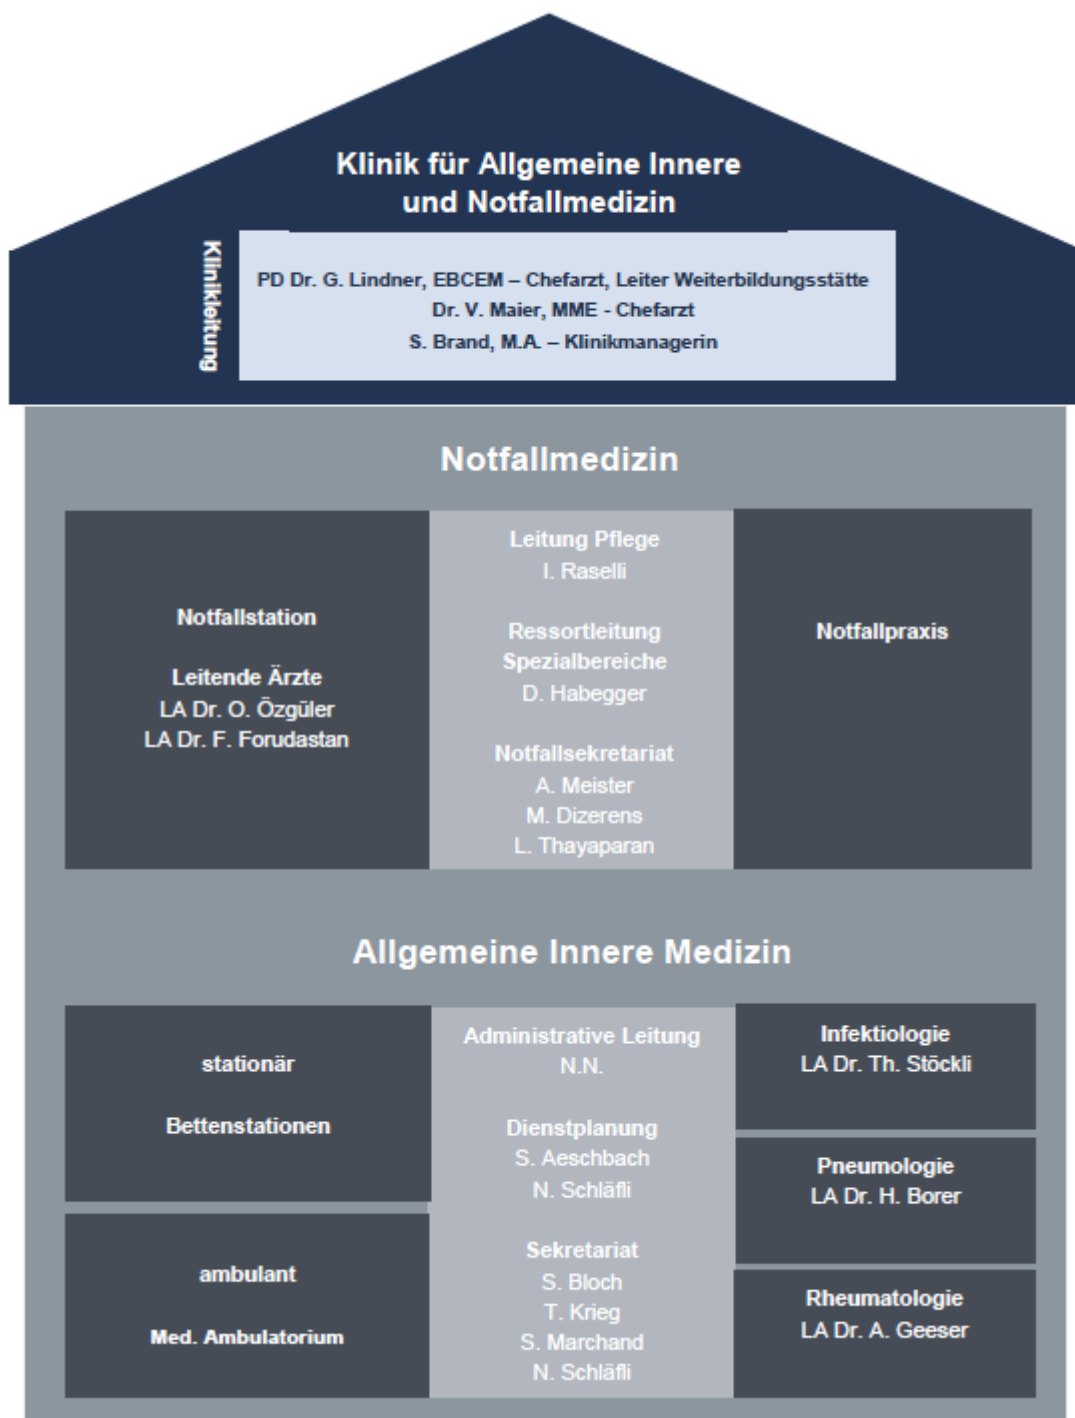 Klinik für Allgemeine Innere
und Notfallmedizin
Klinikleitung
PD Dr. G. Lindner, EBCEM – Chefarzt, Leiter Weiterbildungsstätte
Dr. V. Maier, MME - Chefarzt
S. Brand, M.A. – Klinikmanagerin
Notfallmedizin
Notfallstation
Leitende Ärzte
LA Dr. O. Özgüler
LA Dr. F. Forudastan
Leitung Pflege
I. Raselli
Ressortleitung
Spezialbereiche
D. Habegger
Notfallsekretariat
A. Meister
M. Dizerens
L. Thayaparan
Notfallpraxis
Allgemeine Innere Medizin
stationär
Bettenstationen
ambulant
Med. Ambulatorium
Administrative Leitung
N.N.
Dienstplanung
S. Aeschbach
N. Schläfli
Sekretariat
S. Bloch
T. Krieg
S. Marchand
N. Schläfli
Infektiologie
LA Dr. Th. Stöckli
Pneumologie
LA Dr. H. Borer
Rheumatologie
LA Dr. A. Geeser